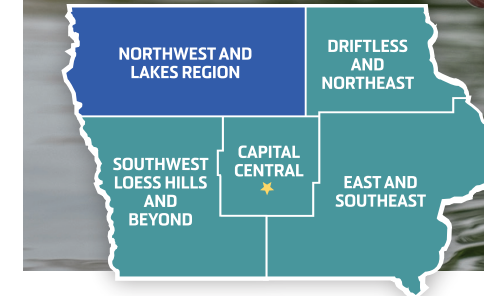 NORTHWEST AND
LAKES REGION
DRIFTLESS
AND
NORTHEAST
SOUTHWEST
LOESS HILLS
AND
BEYOND
CAPITAL
CENTRAL
EAST AND
SOUTHEAST